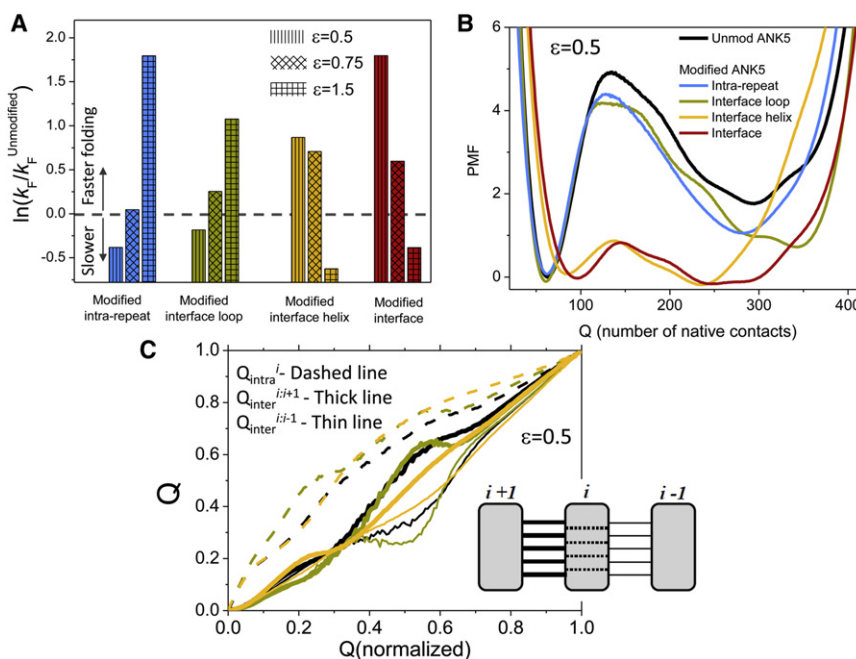 A
ln(k_F/k_F^Unmodified)
2.0
1.5
1.0
0.5
0.0
-0.5
Faster folding
Slower
ε=0.5
ε=0.75
ε=1.5
Modified intra-repeat
Modified interface loop
Modified interface helix
Modified interface
B
ε=0.5
Unmod ANK5
Modified ANK5
Intra-repeat
Interface loop
Interface helix
Interface
PMF
6
4
2
0
0 100 200 300 400
Q (number of native contacts)
C
Q_intra^i - Dashed line
Q_inter^i:i+1 - Thick line
Q_inter^i:i-1 - Thin line
ε=0.5
Q
1.0
0.8
0.6
0.4
0.2
0.0
0.0 0.2 0.4 0.6 0.8 1.0
Q(normalized)
i+1 i i-1